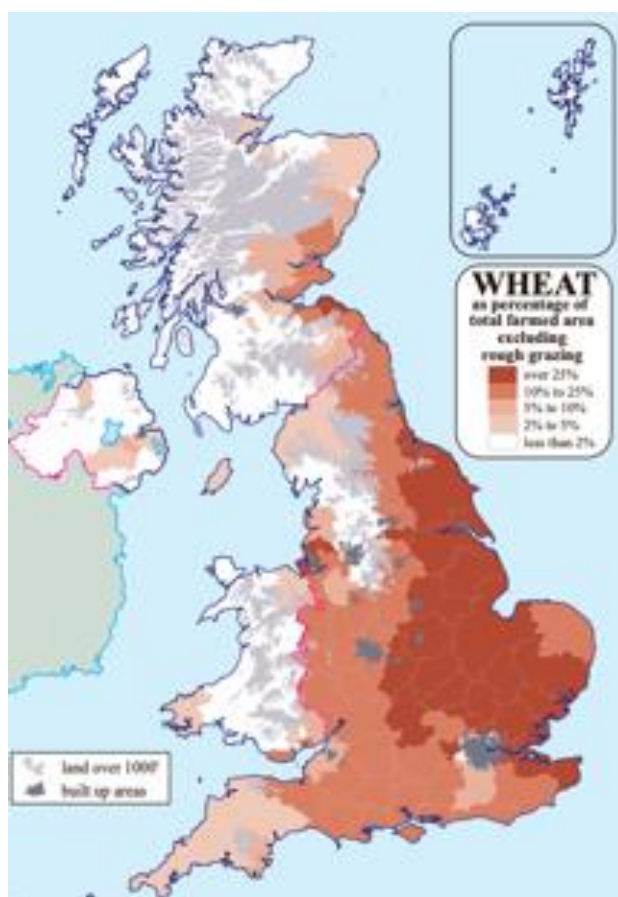 WHEAT
as percentage of
total farmed area
excluding
rough grazing
over 25%
10% to 25%
5% to 10%
2% to 5%
less than 2%
land over 1000'
built up areas